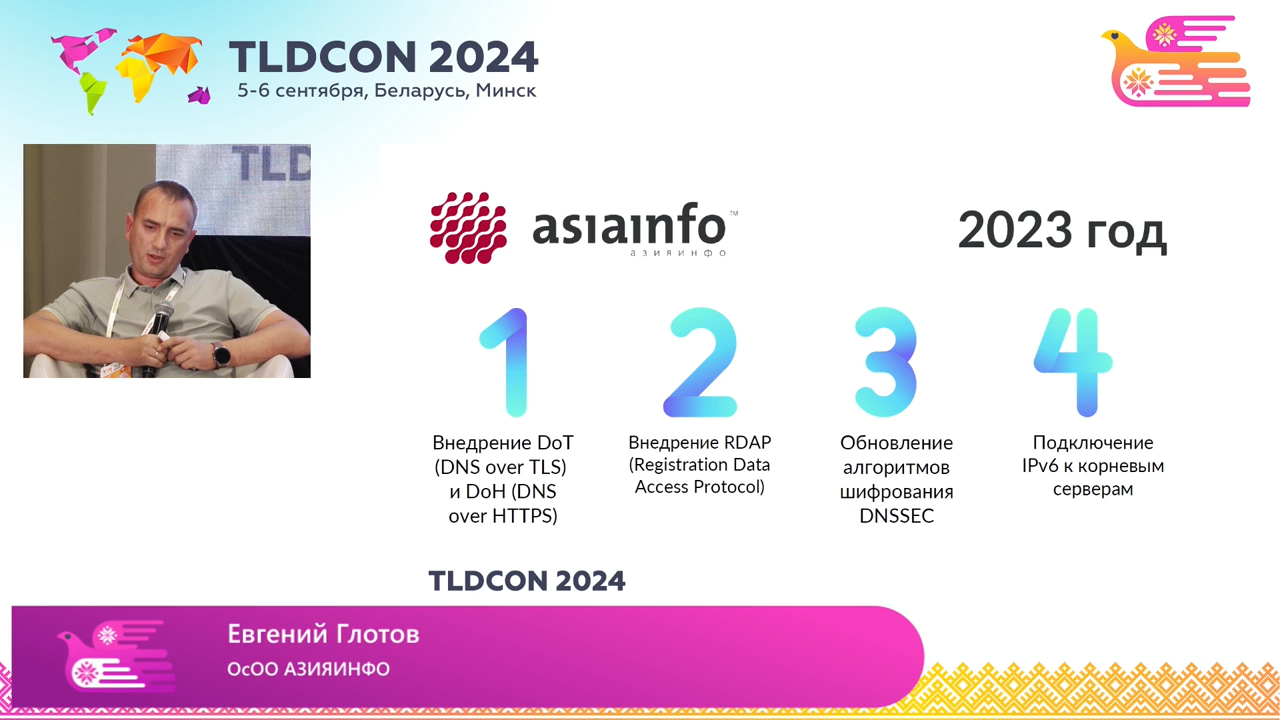 TLDCON 2024
5-6 сентября, Беларусь, Минск
TLD
asiainfo™
азияинфо
2023 год
1
2
3
4
Внедрение DoT
(DNS over TLS)
и DoH (DNS
over HTTPS)
Внедрение RDAP
(Registration Data
Access Protocol)
Обновление
алгоритмов
шифрования
DNSSEC
Подключение
IPv6 к корневым
серверам
TLDCON 2024
Евгений Глотов
ОсОО АЗИЯИНФО